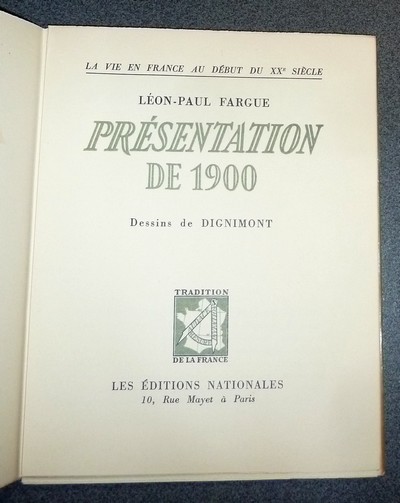 LA VIE EN FRANCE AU DÉBUT DU XXᵉ SIÈCLE
LÉON-PAUL FARGUE
PRÉSENTATION
DE 1900
Dessins de DIGNIMONT
TRADITION
DE LA FRANCE
LES ÉDITIONS NATIONALES
10, Rue Mayet à Paris